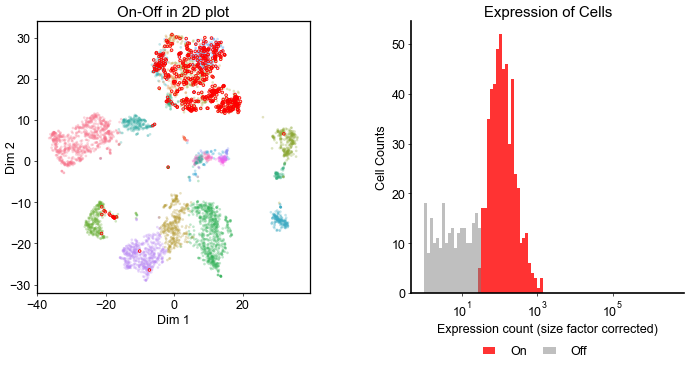 On-Off in 2D plot
30
20
10
0
−10
−20
−30
Dim 2
−40
−20
0
20
Dim 1
Expression of Cells
50
40
30
20
10
0
Cell Counts
10^1
10^3
10^5
Expression count (size factor corrected)
On Off